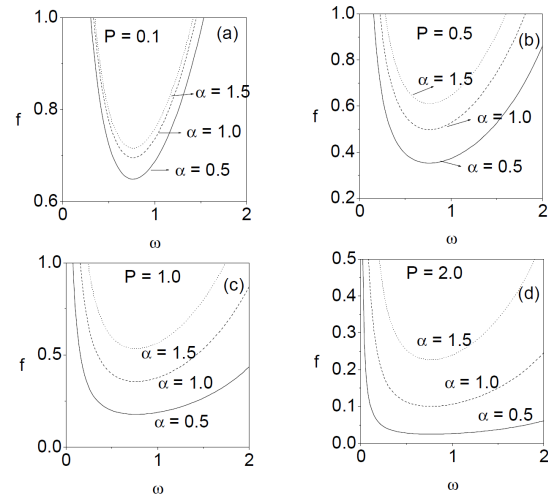 1.0
P = 0.1
(a)
0.8
f
α = 1.5
α = 1.0
α = 0.5
0.6
0
1
2
ω
1.0
P = 0.5
(b)
0.8
α = 1.5
f
0.6
α = 1.0
0.4
α = 0.5
0.2
0
1
2
ω
1.0
P = 1.0
(c)
f
0.5
α = 1.5
α = 1.0
α = 0.5
0.0
0
1
2
ω
0.5
P = 2.0
(d)
0.4
0.3
α = 1.5
f
0.2
α = 1.0
0.1
α = 0.5
0.0
0
1
2
ω